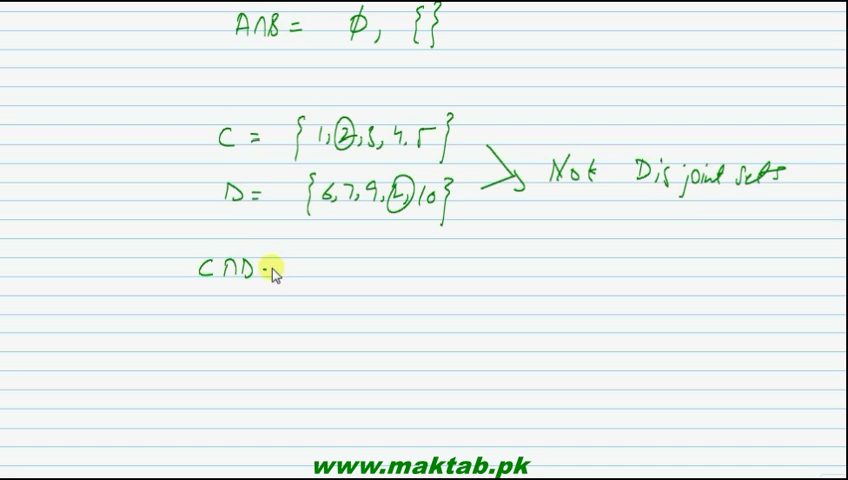 A∩B = ϕ, {}
C = {1, 2, 3, 4, 5}
D = {6, 7, 9, 2, 10}
Not Disjoint sets
C∩D -
www.maktab.pk